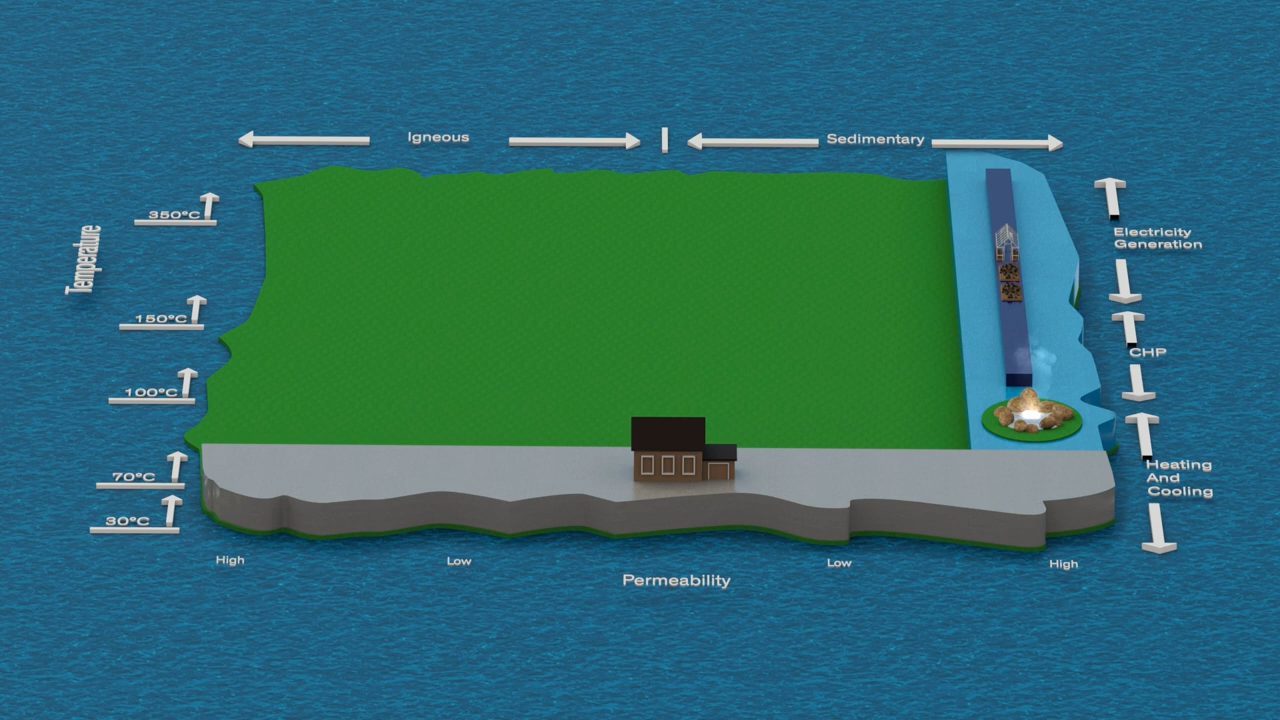 Igneous
Sedimentary
Temperature
350°C
150°C
100°C
70°C
30°C
Electricity
Generation
CHP
Heating
And
Cooling
High
Low
Low
High
Permeability